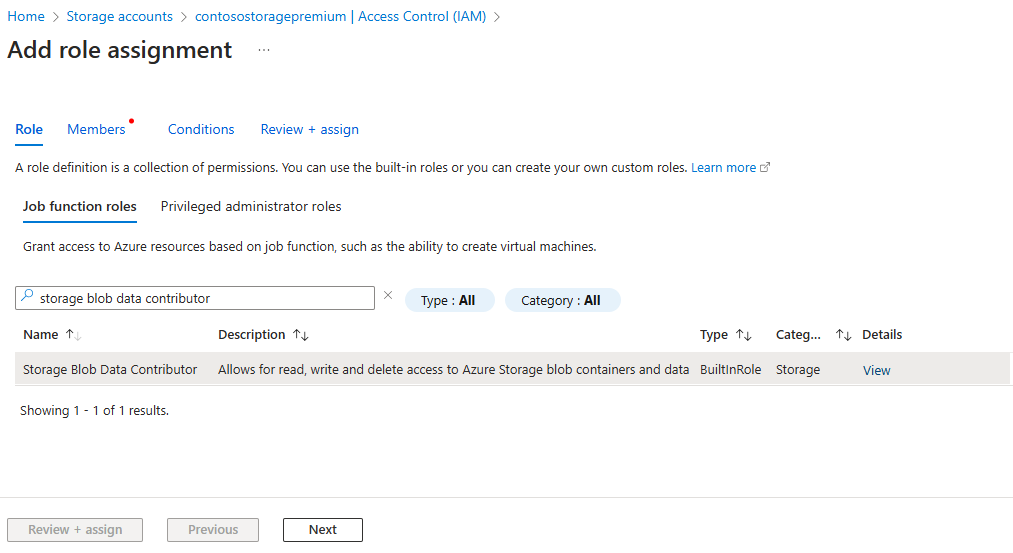 Home > Storage accounts > contosostoragepremium | Access Control (IAM) >
Add role assignment ...
Role Members Conditions Review + assign
A role definition is a collection of permissions. You can use the built-in roles or you can create your own custom roles. Learn more
Job function roles Privileged administrator roles
Grant access to Azure resources based on job function, such as the ability to create virtual machines.
storage blob data contributor × Type : All Category : All
Name ↑↓ Description ↑↓ Type ↑↓ Categ... ↑↓ Details
Storage Blob Data Contributor Allows for read, write and delete access to Azure Storage blob containers and data BuiltInRole Storage View
Showing 1 - 1 of 1 results.
Review + assign Previous Next